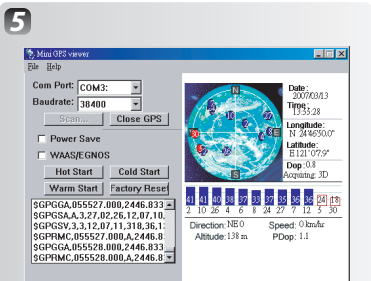 5
Mini GPS viewer
File Help
Com Port: COM3:
Baudrate: 38400
Scan... Close GPS
Power Save
WAAS/EGNOS
Hot Start Cold Start
Warm Start Factory Reset
$GPGGA,055527.000,2446.833
$GPGSA,A,3,27,02,26,12,07,10,
$GPGSV,3,3,12,07,11,318,36,1
$GPRMC,055527.000,A,2446.8
$GPGGA,055528.000,2446.833
$GPRMC,055528.000,A,2446.8
N
E
S
Date:
2007/03/13
Time:
13:55:28
Longitude:
N 24°46'50.0"
Latitude:
E 121°0'7.9"
Dop: 0.8
Acquiring: 3D
41 41 40 38 37 33 37 35 36 36 24 18
2 10 26 4 6 8 24 27 7 12 5 30
Direction: NE 0 Speed: 0 km/hr
Altitude: 138 m PDop: 1.1